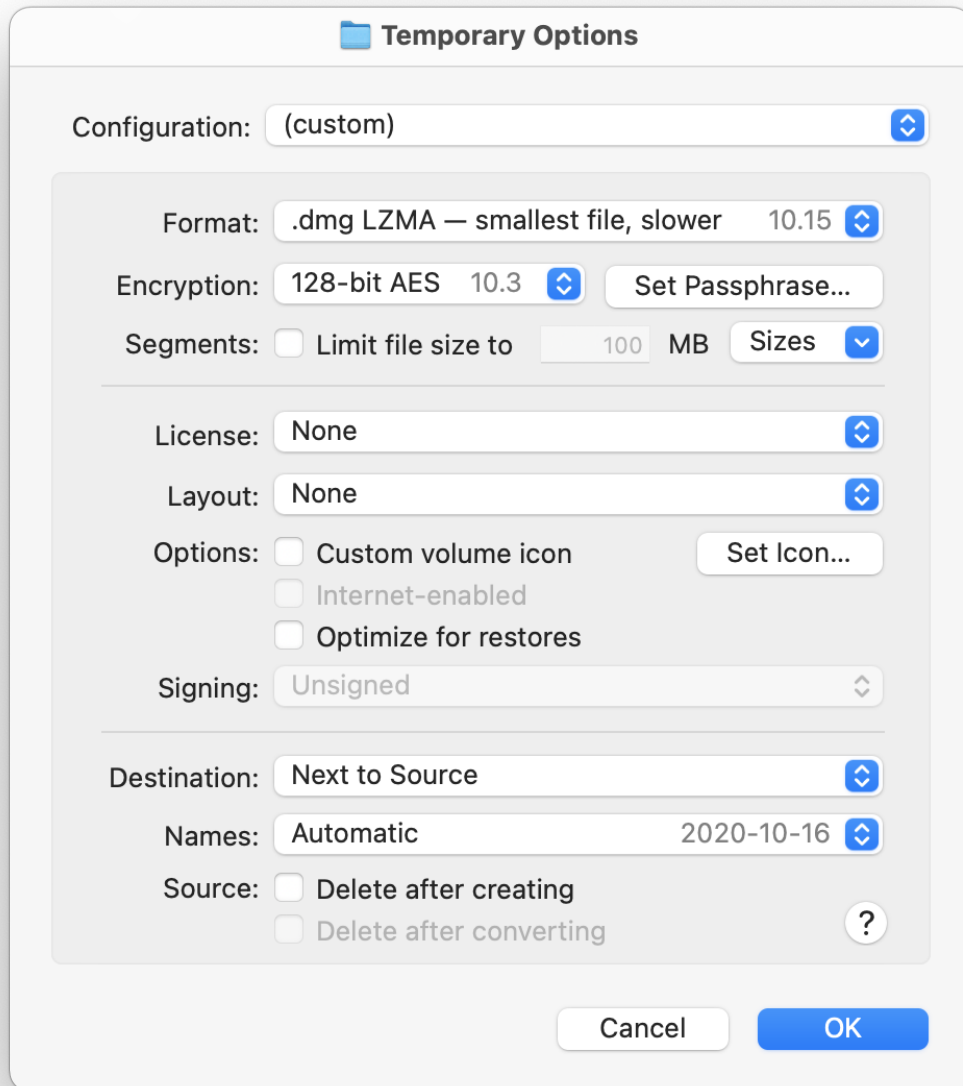 Temporary Options
Configuration: (custom)
Format: .dmg LZMA — smallest file, slower 10.15
Encryption: 128-bit AES 10.3 Set Passphrase...
Segments: Limit file size to 100 MB Sizes
License: None
Layout: None
Options: Custom volume icon Set Icon...
Internet-enabled
Optimize for restores
Signing: Unsigned
Destination: Next to Source
Names: Automatic 2020-10-16
Source: Delete after creating
Delete after converting ?
Cancel OK